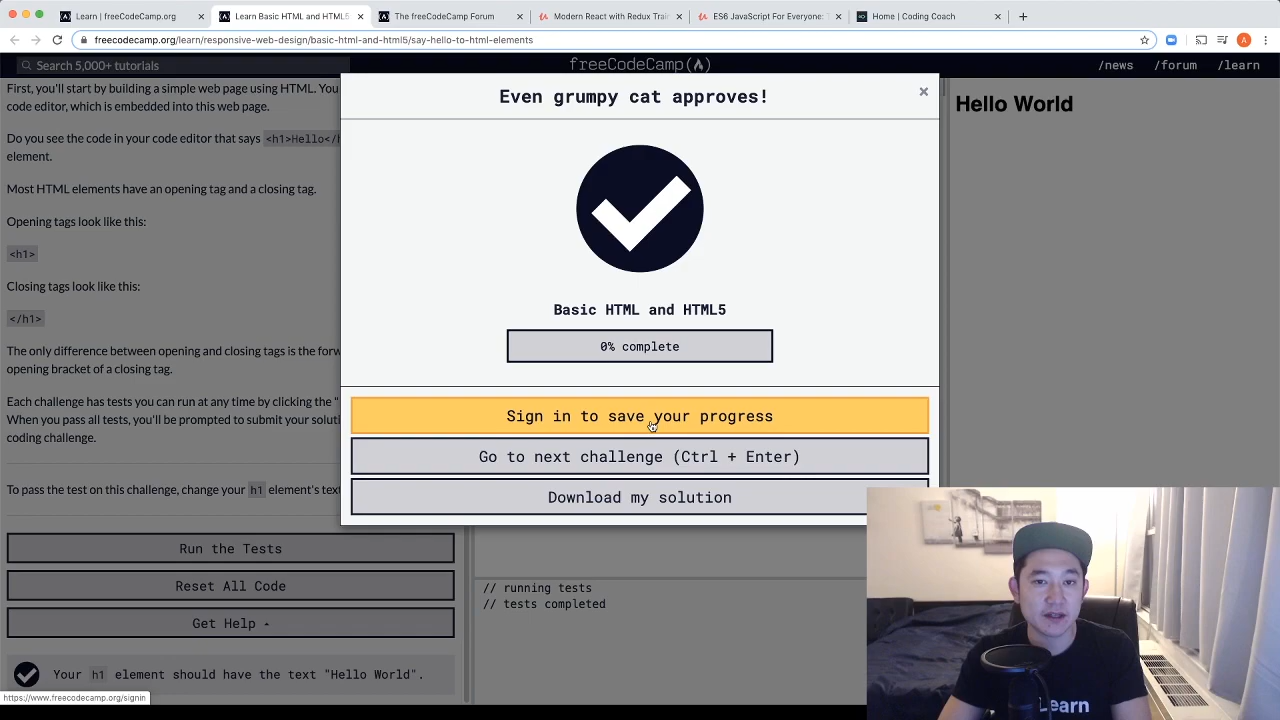 Learn | freeCodeCamp.org
Learn Basic HTML and HTML5
The freeCodeCamp Forum
Modern React with Redux Train
ES6 JavaScript For Everyone: T
Home | Coding Coach
freecodecamp.org/learn/responsive-web-design/basic-html-and-html5/say-hello-to-html-elements
A
Search 5,000+ tutorials
freeCodeCamp
/news
/forum
/learn
First, you'll start by building a simple web page using HTML. You
code editor, which is embedded into this web page.
Do you see the code in your code editor that says <h1>Hello</h
element.
Most HTML elements have an opening tag and a closing tag.
Opening tags look like this:
<h1>
Closing tags look like this:
</h1>
The only difference between opening and closing tags is the forw
opening bracket of a closing tag.
Each challenge has tests you can run at any time by clicking the "
When you pass all tests, you'll be prompted to submit your soluti
coding challenge.
To pass the test on this challenge, change your h1 element's text
Run the Tests
Reset All Code
Get Help
Your h1 element should have the text "Hello World".
https://www.freecodecamp.org/signin
Even grumpy cat approves!
×
Basic HTML and HTML5
0% complete
Sign in to save your progress
Go to next challenge (Ctrl + Enter)
Download my solution
// running tests
// tests completed
Hello World
Learn